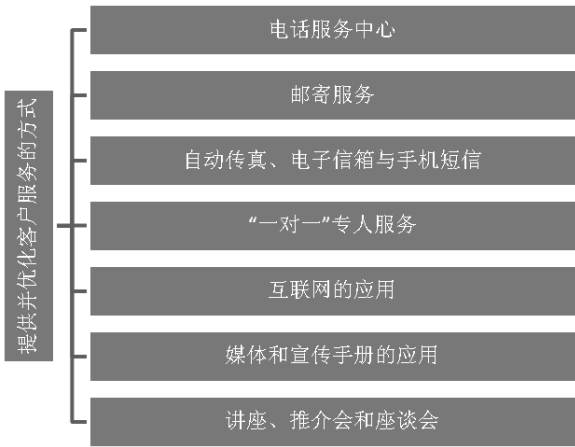 提供并优化客户服务的方式
电话服务中心
邮寄服务
自动传真、电子信箱与手机短信
“一对一”专人服务
互联网的应用
媒体和宣传手册的应用
讲座、推介会和座谈会